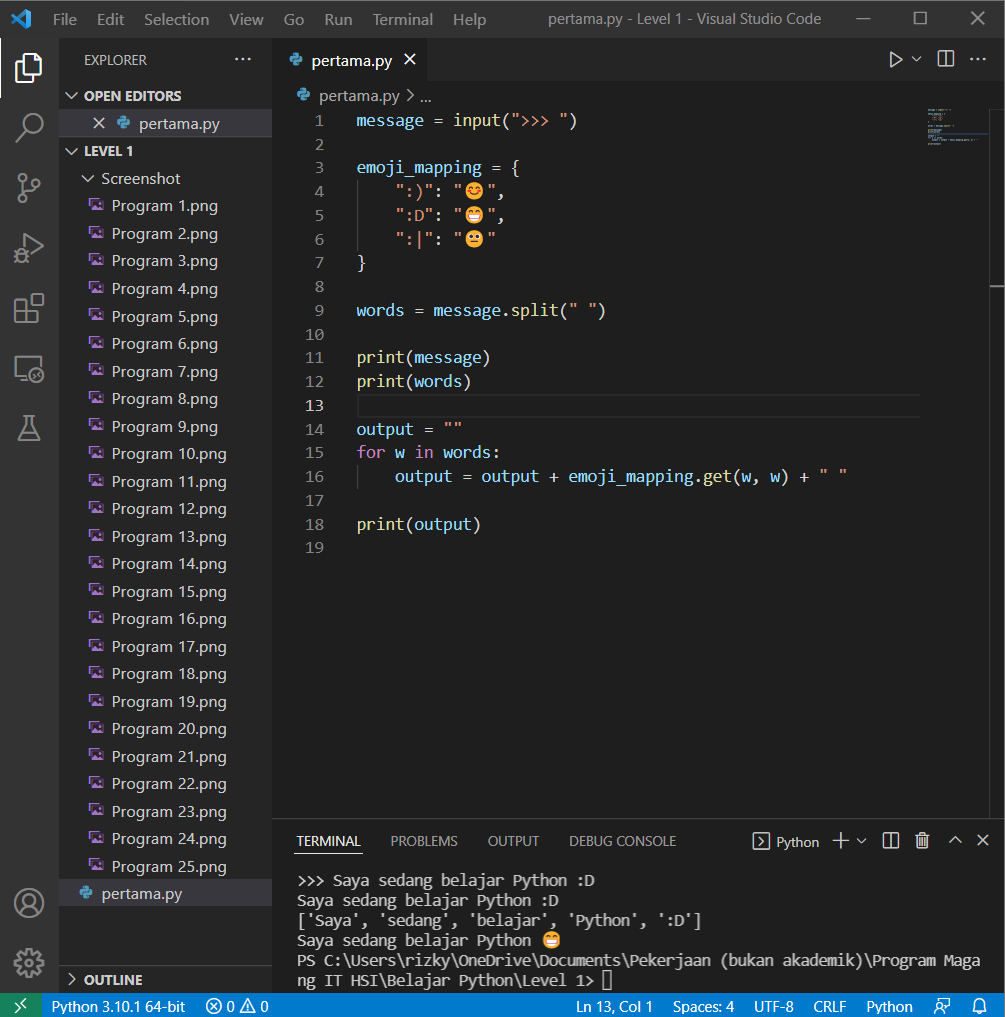 File Edit Selection View Go Run Terminal Help pertama.py - Level 1 - Visual Studio Code
EXPLORER
OPEN EDITORS
pertama.py
LEVEL 1
Screenshot
Program 1.png
Program 2.png
Program 3.png
Program 4.png
Program 5.png
Program 6.png
Program 7.png
Program 8.png
Program 9.png
Program 10.png
Program 11.png
Program 12.png
Program 13.png
Program 14.png
Program 15.png
Program 16.png
Program 17.png
Program 18.png
Program 19.png
Program 20.png
Program 21.png
Program 22.png
Program 23.png
Program 24.png
Program 25.png
pertama.py
OUTLINE
pertama.py
pertama.py > ...
1 message = input(">>> ")
2
3 emoji_mapping = {
4     ":)": "😊",
5     ":D": "😁",
6     ":|": "😐"
7 }
8
9 words = message.split(" ")
10
11 print(message)
12 print(words)
13
14 output = ""
15 for w in words:
16     output = output + emoji_mapping.get(w, w) + " "
17
18 print(output)
19
TERMINAL PROBLEMS OUTPUT DEBUG CONSOLE Python
>>> Saya sedang belajar Python :D
Saya sedang belajar Python :D
['Saya', 'sedang', 'belajar', 'Python', ':D']
Saya sedang belajar Python 😁
PS C:\Users\rizky\OneDrive\Documents\Pekerjaan (bukan akademik)\Program Maga
ng IT HSI\Belajar Python\Level 1>
Python 3.10.1 64-bit 0 0 Ln 13, Col 1 Spaces: 4 UTF-8 CRLF Python